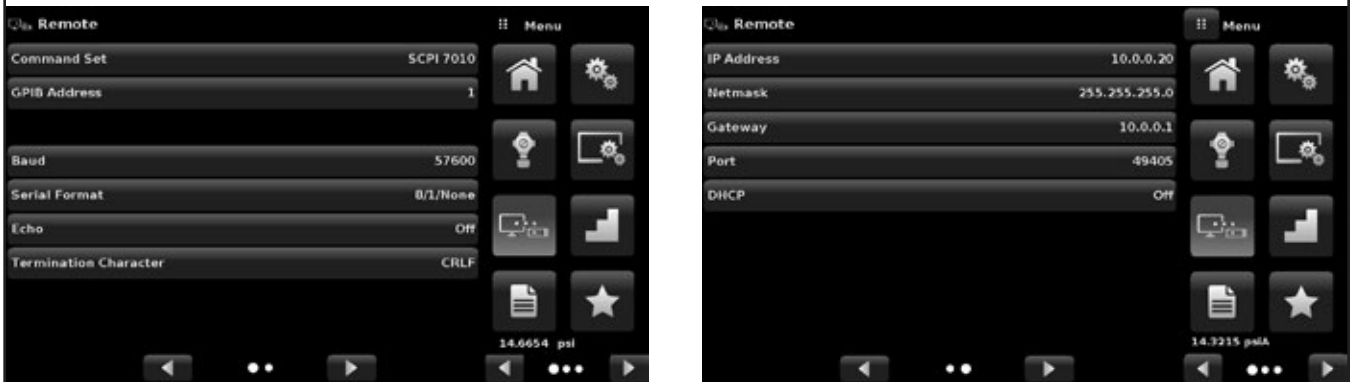 Remote
Menu
Command Set SCPI 7010
GPIB Address 1
Baud 57600
Serial Format 8/1/None
Echo Off
Termination Character CRLF
14.6654 psi
Remote
Menu
IP Address 10.0.0.20
Netmask 255.255.255.0
Gateway 10.0.0.1
Port 49405
DHCP Off
14.3215 psiA